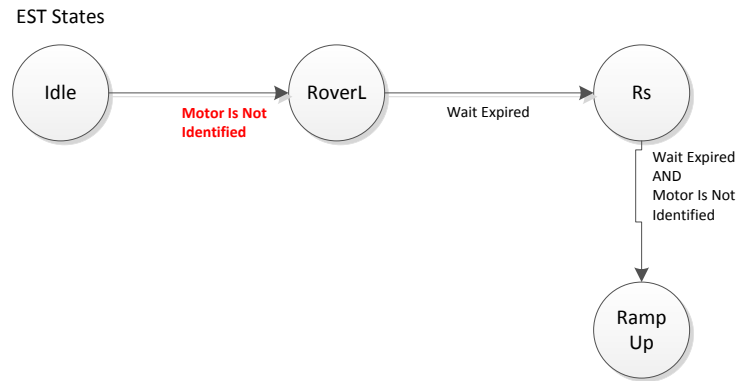 EST States
Idle
RoverL
Rs
Motor Is Not
Identified
Wait Expired
Wait Expired
AND
Motor Is Not
Identified
Ramp
Up